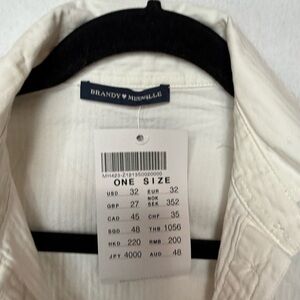 BRANDY ♥ MELVILLE
ONE SIZE
USD 32 EUR 32
GBP 27 NOK SEK 352
CAD 45 CHF 35
SGD 48 THB 1056
HKD 220 RMB 200
JPY 4000 AUD 48